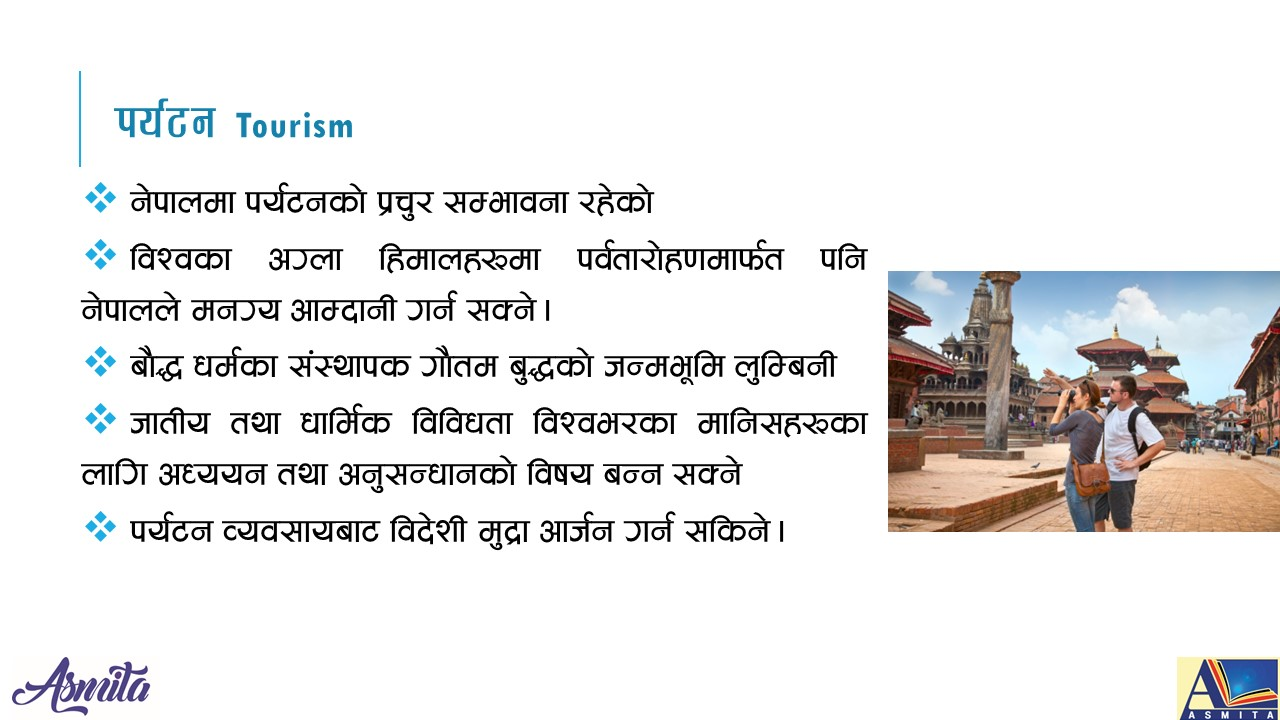 पर्यटन Tourism
नेपालमा पर्यटनको प्रचुर सम्भावना रहेको
विश्वका अग्ला हिमालहरुमा पर्वतारोहणमार्फत पनि
नेपालले मनग्य आम्दानी गर्न सक्ने ।
बौद्ध धर्मका संस्थापक गौतम बुद्धको जन्मभूमि लुम्बिनी
जातीय तथा धार्मिक विविधता विश्वभरका मानिसहरुका
लागि अध्ययन तथा अनुसन्धानको विषय बन्न सक्ने
पर्यटन व्यवसायबाट विदेशी मुद्रा आर्जन गर्न सकिने ।
Asmita
ASMITA